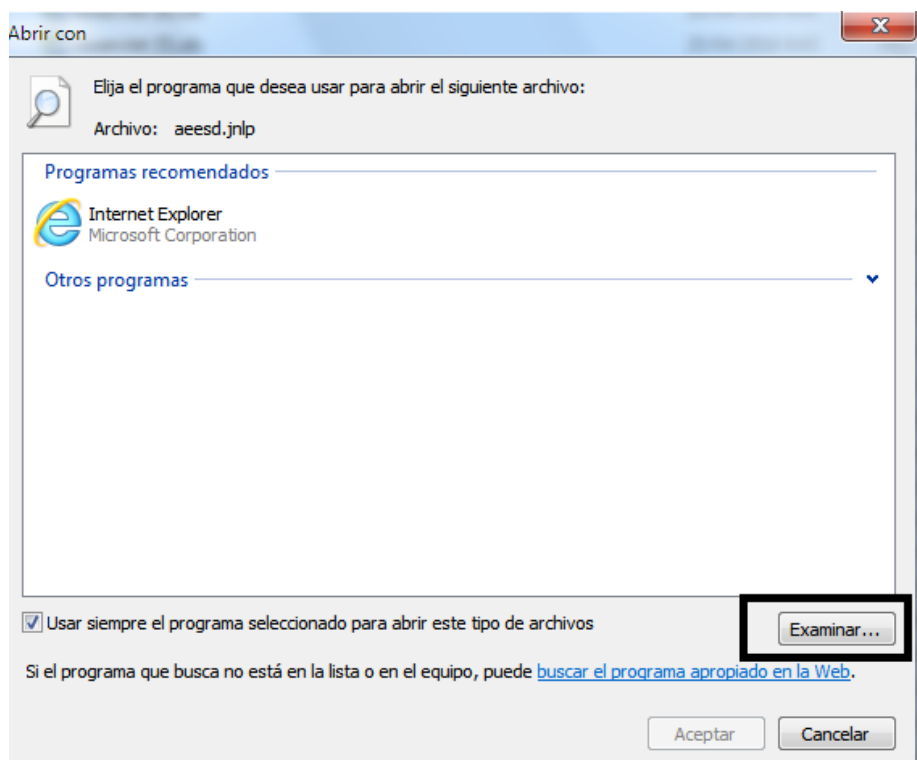 Abrir con
Elija el programa que desea usar para abrir el siguiente archivo:
Archivo: aeesd.jnlp
Programas recomendados
Internet Explorer
Microsoft Corporation
Otros programas
Usar siempre el programa seleccionado para abrir este tipo de archivos
Examinar...
Si el programa que busca no está en la lista o en el equipo, puede buscar el programa apropiado en la Web.
Aceptar
Cancelar